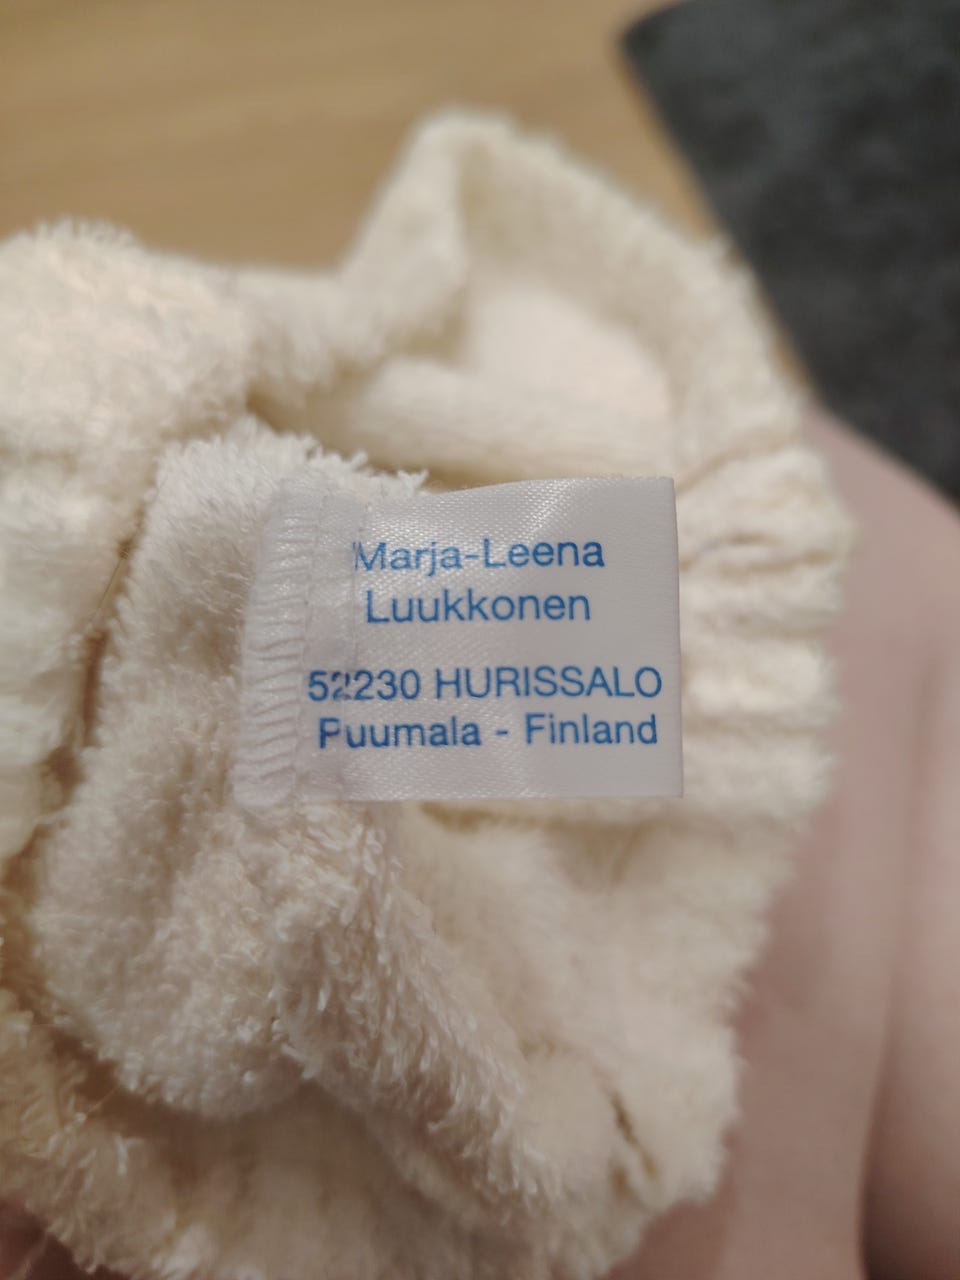 Marja-Leena
Luukkonen
52230 HURISSALO
Puumala - Finland